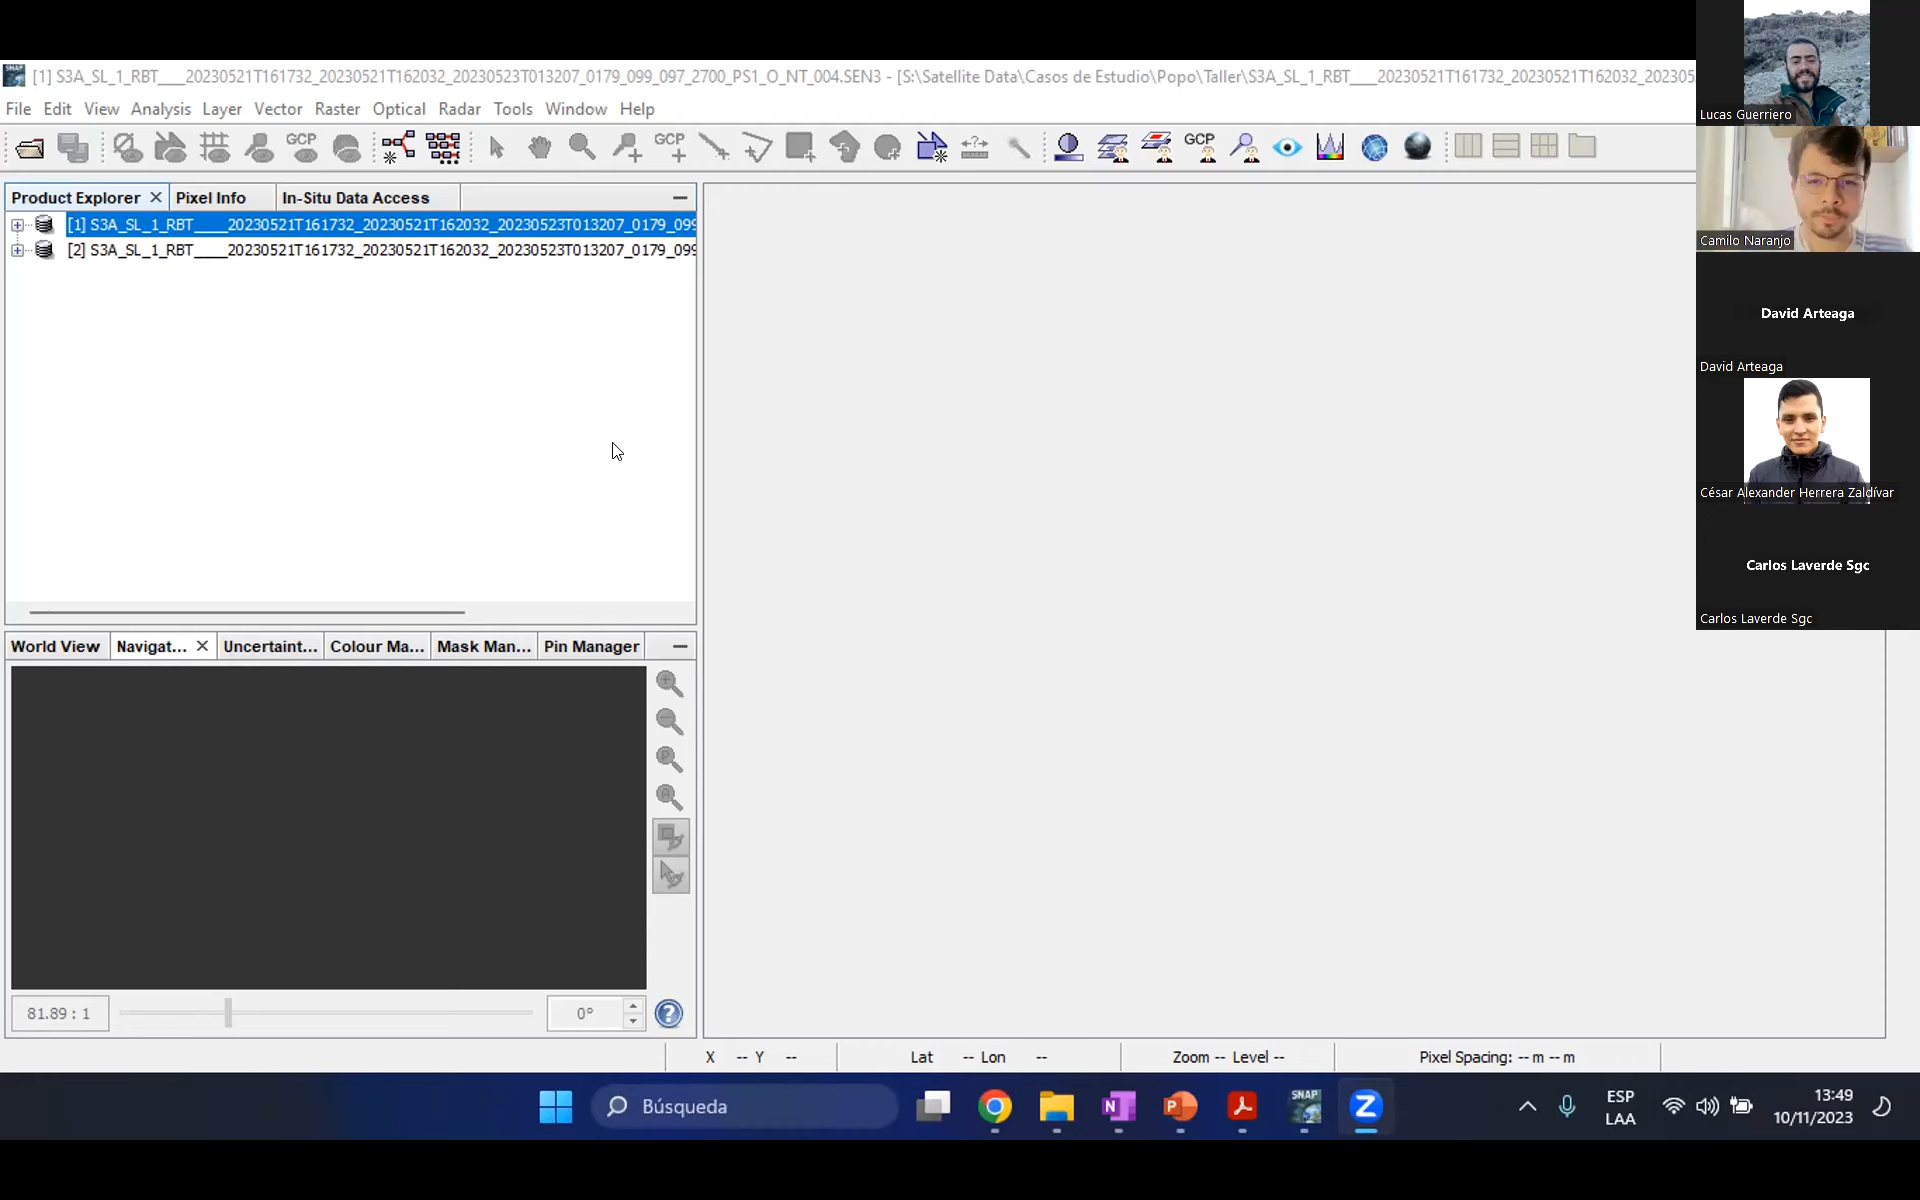 [1] S3A_SL_1_RBT____20230521T161732_20230521T162032_20230523T013207_0179_099_097_2700_PS1_O_NT_004.SEN3 - [S:\Satellite Data\Casos de Estudio\Popo\Taller\S3A_SL_1_RBT____20230521T161732_20230521T162032_202305
File Edit View Analysis Layer Vector Raster Optical Radar Tools Window Help
GCP GCP GCP
Product Explorer Pixel Info In-Situ Data Access
[1] S3A_SL_1_RBT____20230521T161732_20230521T162032_20230523T013207_0179_099
[2] S3A_SL_1_RBT____20230521T161732_20230521T162032_20230523T013207_0179_099
World View Navigat... Uncertaint... Colour Ma... Mask Man... Pin Manager
81.89 : 1 0°
X -- Y -- Lat -- Lon -- Zoom -- Level -- Pixel Spacing: -- m -- m
Lucas Guerriero
Camilo Naranjo
David Arteaga
David Arteaga
César Alexander Herrera Zaldívar
Carlos Laverde Sgc
Carlos Laverde Sgc
Búsqueda
SNAP
ESP
LAA
13:49
10/11/2023